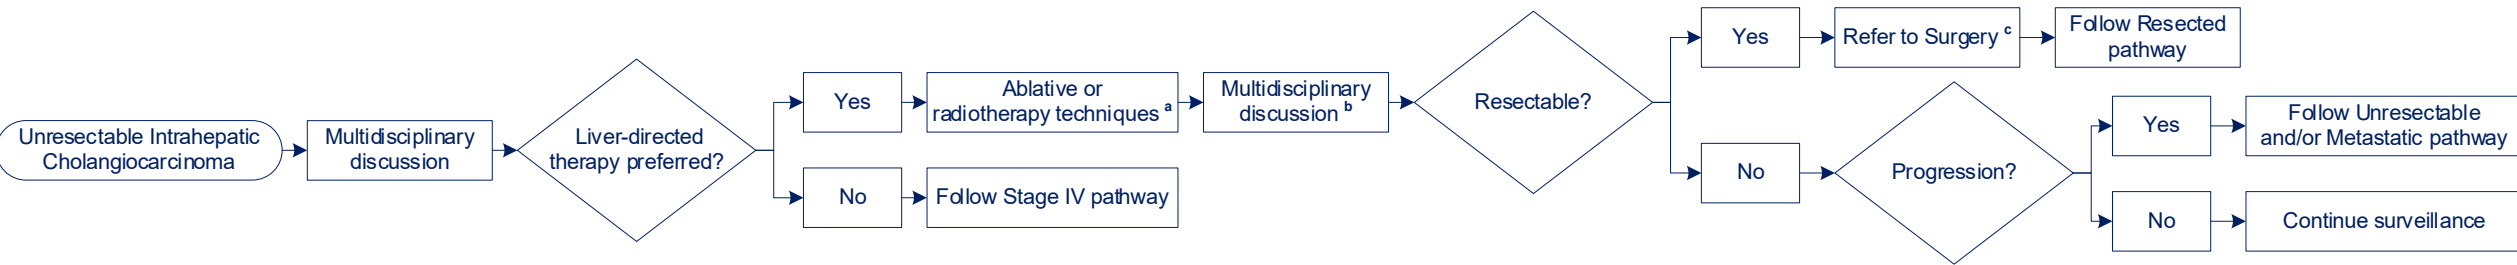 Unresectable Intrahepatic
Cholangiocarcinoma
Multidisciplinary
discussion
Liver-directed
therapy preferred?
Yes
Ablative or
radiotherapy techniques a
Multidisciplinary
discussion b
Resectable?
Yes
Refer to Surgery c
Follow Resected
pathway
No
Progression?
Yes
Follow Unresectable
and/or Metastatic pathway
No
Continue surveillance
No
Follow Stage IV pathway